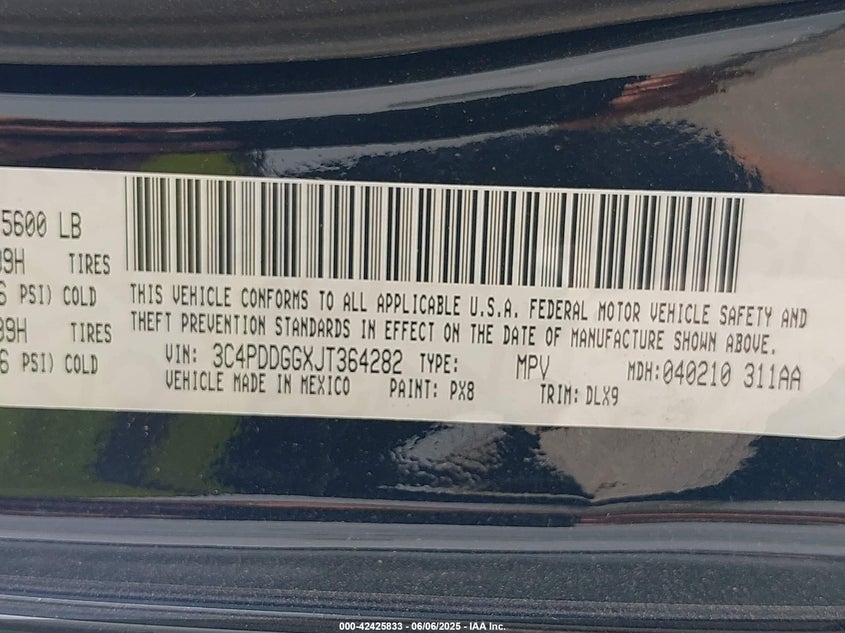 5600 LB
09H TIRES
6 PSI) COLD
09H TIRES
6 PSI) COLD
THIS VEHICLE CONFORMS TO ALL APPLICABLE U.S.A. FEDERAL MOTOR VEHICLE SAFETY AND
THEFT PREVENTION STANDARDS IN EFFECT ON THE DATE OF MANUFACTURE SHOWN ABOVE.
VIN: 3C4PDDGGXJT364282 TYPE: MPV MDH:040210 311AA
VEHICLE MADE IN MEXICO PAINT: PX8 TRIM: DLX9
000-42425833 - 06/06/2025 - IAA Inc.